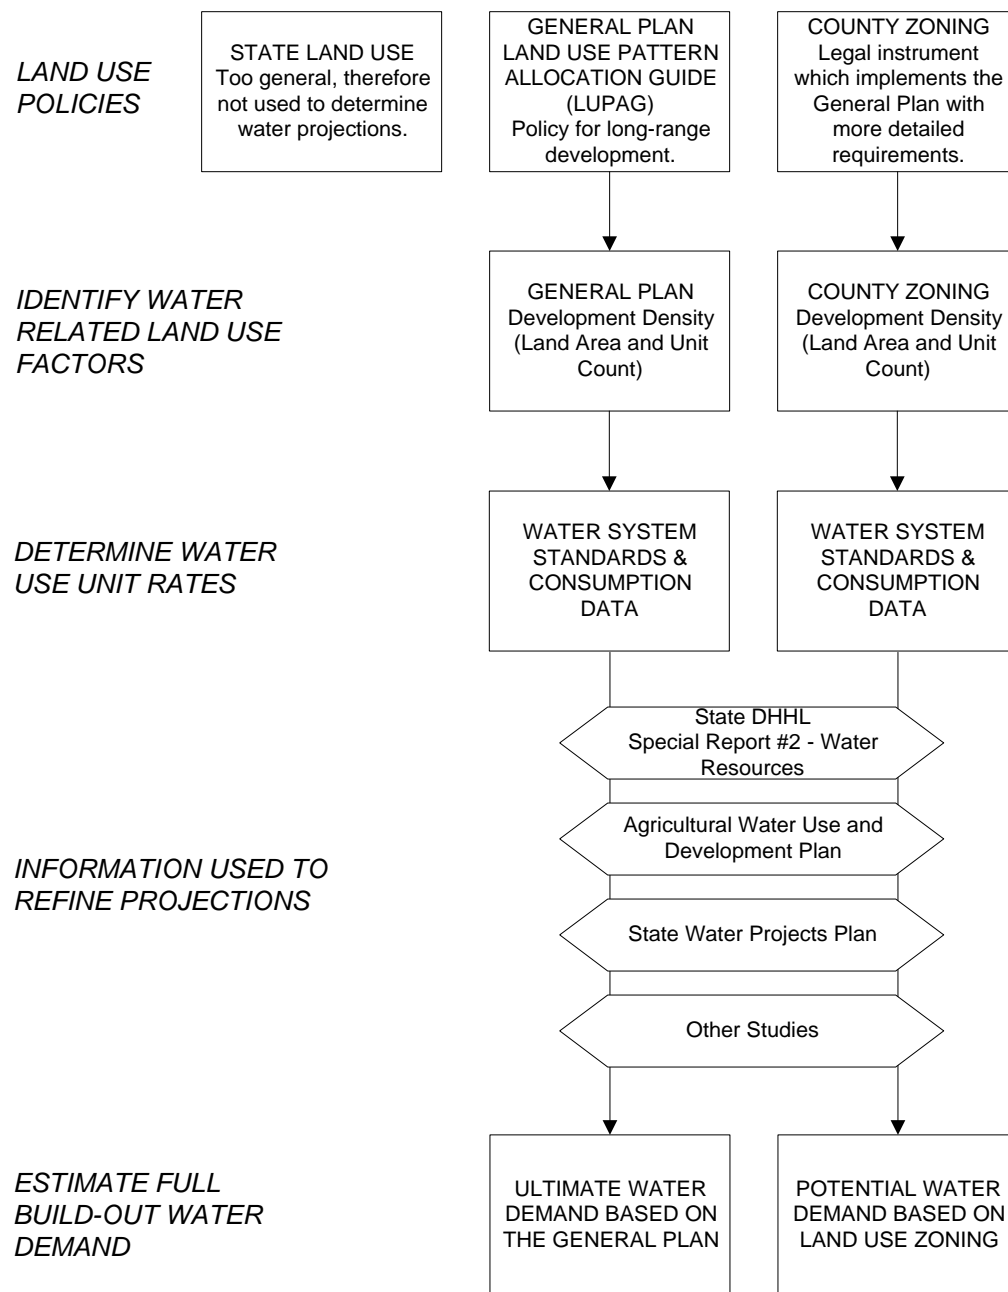 LAND USE
POLICIES
STATE LAND USE
Too general, therefore
not used to determine
water projections.
GENERAL PLAN
LAND USE PATTERN
ALLOCATION GUIDE
(LUPAG)
Policy for long-range
development.
COUNTY ZONING
Legal instrument
which implements the
General Plan with
more detailed
requirements.
IDENTIFY WATER
RELATED LAND USE
FACTORS
GENERAL PLAN
Development Density
(Land Area and Unit
Count)
COUNTY ZONING
Development Density
(Land Area and Unit
Count)
DETERMINE WATER
USE UNIT RATES
WATER SYSTEM
STANDARDS &
CONSUMPTION
DATA
WATER SYSTEM
STANDARDS &
CONSUMPTION
DATA
INFORMATION USED TO
REFINE PROJECTIONS
State DHHL
Special Report #2 - Water
Resources
Agricultural Water Use and
Development Plan
State Water Projects Plan
Other Studies
ESTIMATE FULL
BUILD-OUT WATER
DEMAND
ULTIMATE WATER
DEMAND BASED ON
THE GENERAL PLAN
POTENTIAL WATER
DEMAND BASED ON
LAND USE ZONING